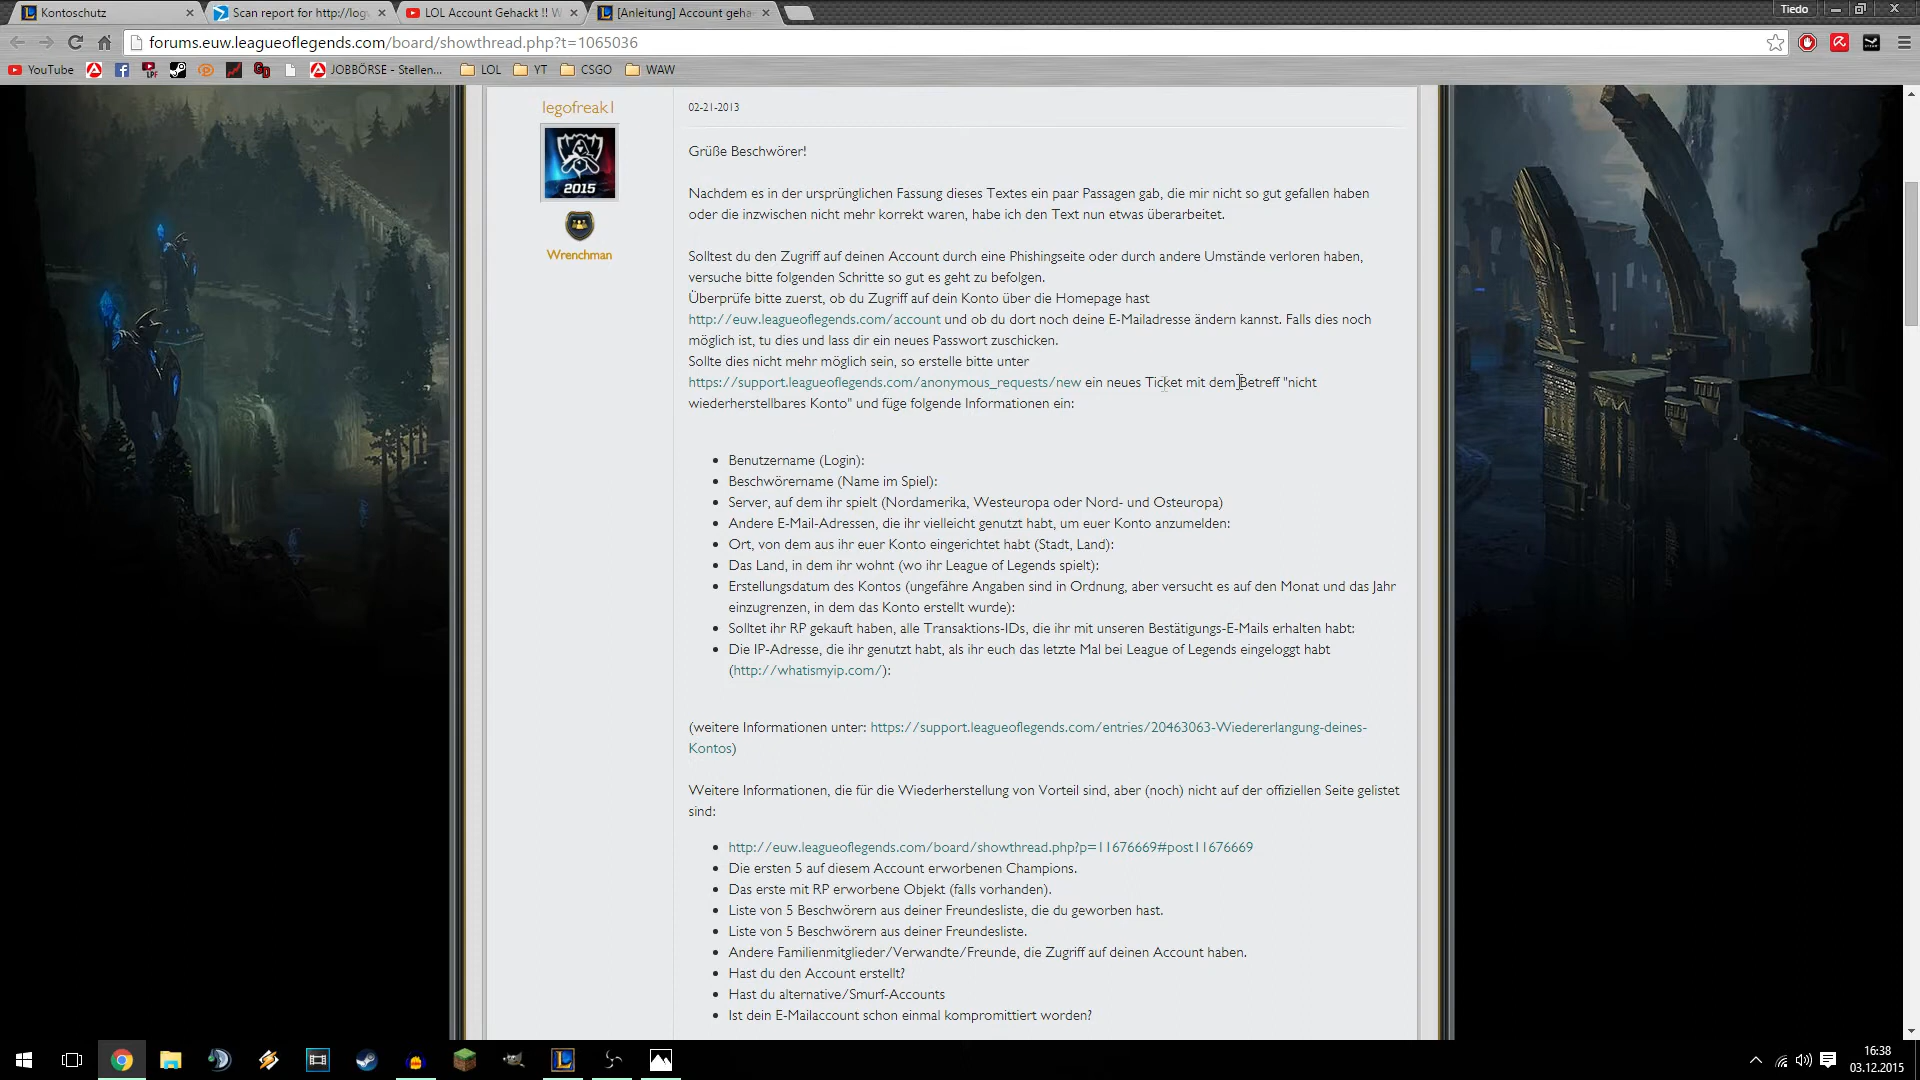 Kontoschutz
Scan report for http://log
LOL Account Gehackt !! W
[Anleitung] Account geha
Tiedo
forums.euw.leagueoflegends.com/board/showthread.php?t=1065036
YouTube
LPF
JOBBÖRSE - Stellen...
LOL
YT
CSGO
WAW
legofreak1
2015
Wrenchman
02-21-2013
Grüße Beschwörer!
Nachdem es in der ursprünglichen Fassung dieses Textes ein paar Passagen gab, die mir nicht so gut gefallen haben
oder die inzwischen nicht mehr korrekt waren, habe ich den Text nun etwas überarbeitet.
Solltest du den Zugriff auf deinen Account durch eine Phishingseite oder durch andere Umstände verloren haben,
versuche bitte folgenden Schritte so gut es geht zu befolgen.
Überprüfe bitte zuerst, ob du Zugriff auf dein Konto über die Homepage hast
http://euw.leagueoflegends.com/account und ob du dort noch deine E-Mailadresse ändern kannst. Falls dies noch
möglich ist, tu dies und lass dir ein neues Passwort zuschicken.
Sollte dies nicht mehr möglich sein, so erstelle bitte unter
https://support.leagueoflegends.com/anonymous_requests/new ein neues Ticket mit dem Betreff "nicht
wiederherstellbares Konto" und füge folgende Informationen ein:
• Benutzername (Login):
• Beschwörername (Name im Spiel):
• Server, auf dem ihr spielt (Nordamerika, Westeuropa oder Nord- und Osteuropa)
• Andere E-Mail-Adressen, die ihr vielleicht genutzt habt, um euer Konto anzumelden:
• Ort, von dem aus ihr euer Konto eingerichtet habt (Stadt, Land):
• Das Land, in dem ihr wohnt (wo ihr League of Legends spielt):
• Erstellungsdatum des Kontos (ungefähre Angaben sind in Ordnung, aber versucht es auf den Monat und das Jahr
einzugrenzen, in dem das Konto erstellt wurde):
• Solltet ihr RP gekauft haben, alle Transaktions-IDs, die ihr mit unseren Bestätigungs-E-Mails erhalten habt:
• Die IP-Adresse, die ihr genutzt habt, als ihr euch das letzte Mal bei League of Legends eingeloggt habt
(http://whatismyip.com/):
(weitere Informationen unter: https://support.leagueoflegends.com/entries/20463063-Wiedererlangung-deines-
Kontos)
Weitere Informationen, die für die Wiederherstellung von Vorteil sind, aber (noch) nicht auf der offiziellen Seite gelistet
sind:
• http://euw.leagueoflegends.com/board/showthread.php?p=11676669#post11676669
• Die ersten 5 auf diesem Account erworbenen Champions.
• Das erste mit RP erworbene Objekt (falls vorhanden).
• Liste von 5 Beschwörern aus deiner Freundesliste, die du geworben hast.
• Liste von 5 Beschwörern aus deiner Freundesliste.
• Andere Familienmitglieder/Verwandte/Freunde, die Zugriff auf deinen Account haben.
• Hast du den Account erstellt?
• Hast du alternative/Smurf-Accounts
• Ist dein E-Mailaccount schon einmal kompromittiert worden?
16:38
03.12.2015